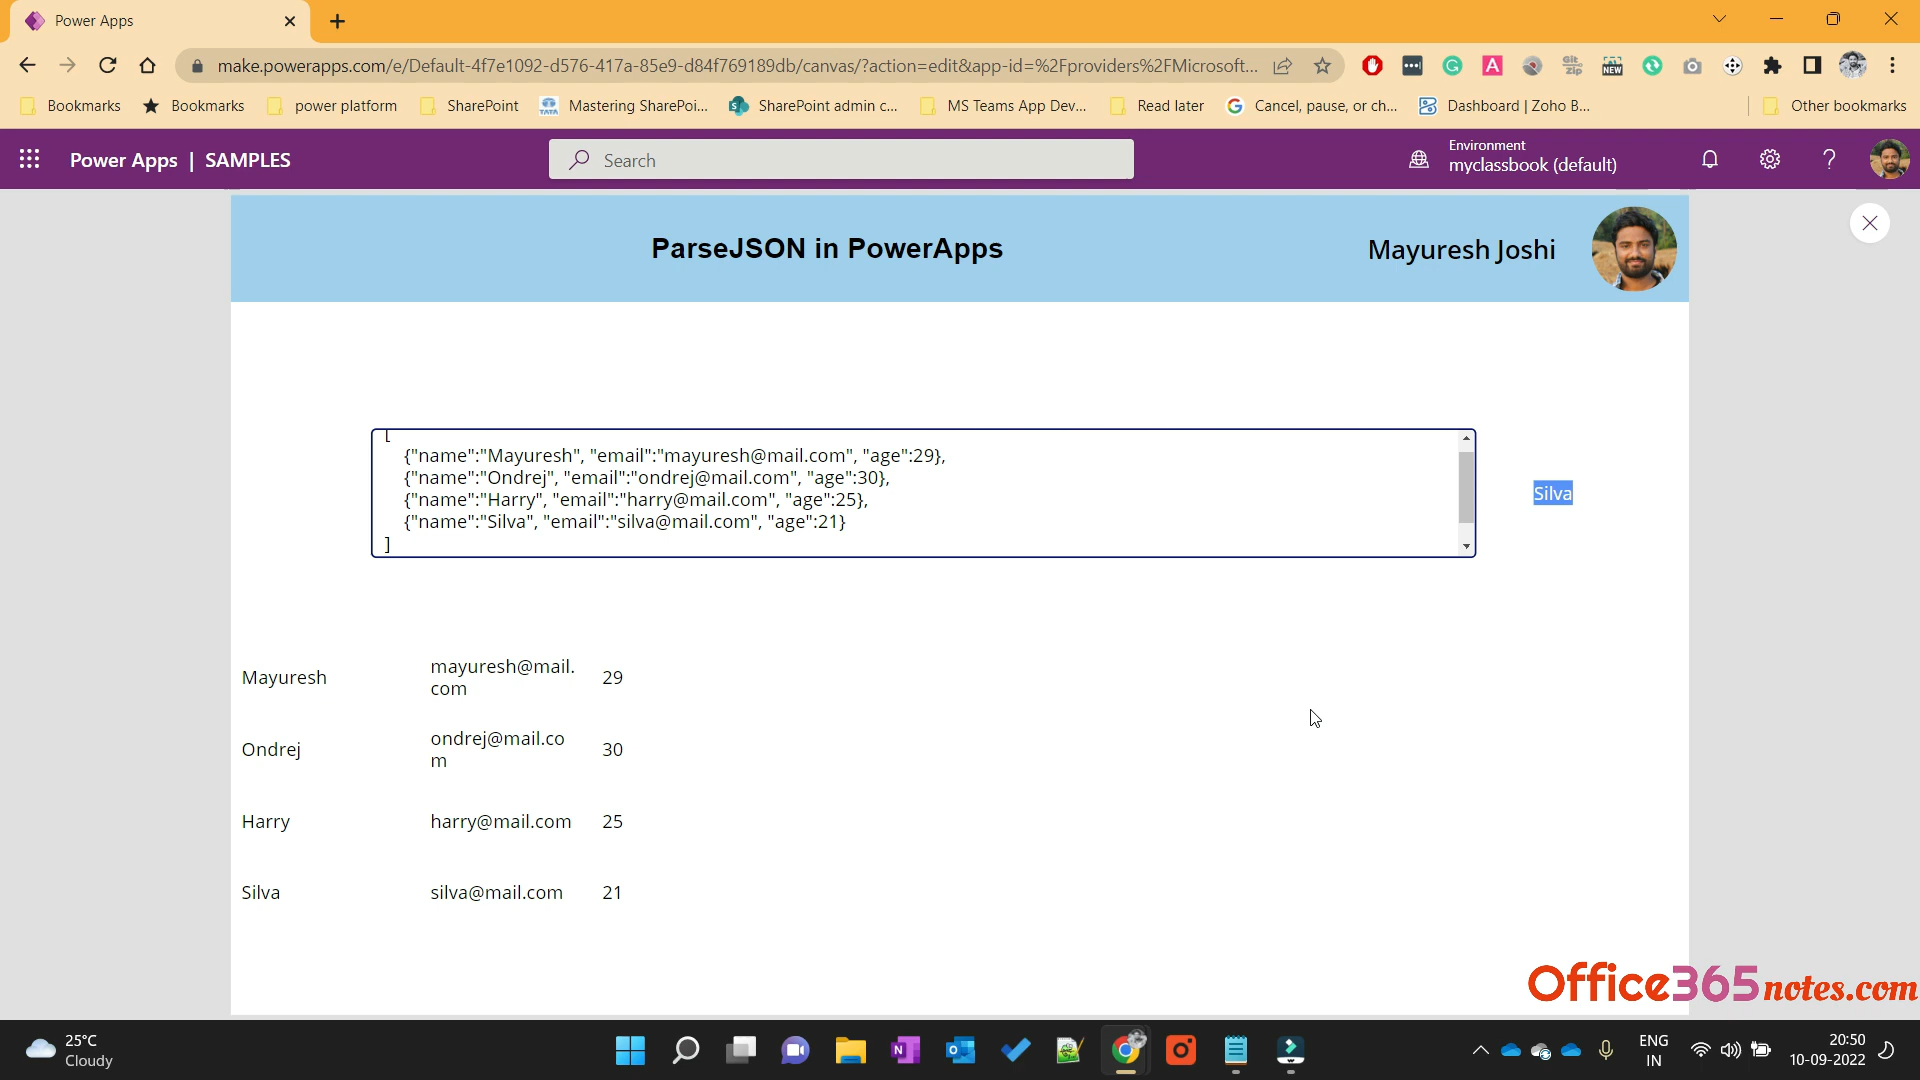 Power Apps
make.powerapps.com/e/Default-4f7e1092-d576-417a-85e9-d84f769189db/canvas/?action=edit&app-id=%2Fproviders%2FMicrosoft...
NEW
Bookmarks
Bookmarks
power platform
SharePoint
TATA
Mastering SharePoi...
SharePoint admin c...
MS Teams App Dev...
Read later
Cancel, pause, or ch...
Dashboard | Zoho B...
Other bookmarks
Power Apps | SAMPLES
Search
Environment
myclassbook (default)
ParseJSON in PowerApps
Mayuresh Joshi
[
{"name":"Mayuresh", "email":"mayuresh@mail.com", "age":29},
{"name":"Ondrej", "email":"ondrej@mail.com", "age":30},
{"name":"Harry", "email":"harry@mail.com", "age":25},
{"name":"Silva", "email":"silva@mail.com", "age":21}
]
Silva
Mayuresh
mayuresh@mail.
com
29
Ondrej
ondrej@mail.co
m
30
Harry
harry@mail.com
25
Silva
silva@mail.com
21
Office365notes.com
25°C
Cloudy
ENG
IN
20:50
10-09-2022